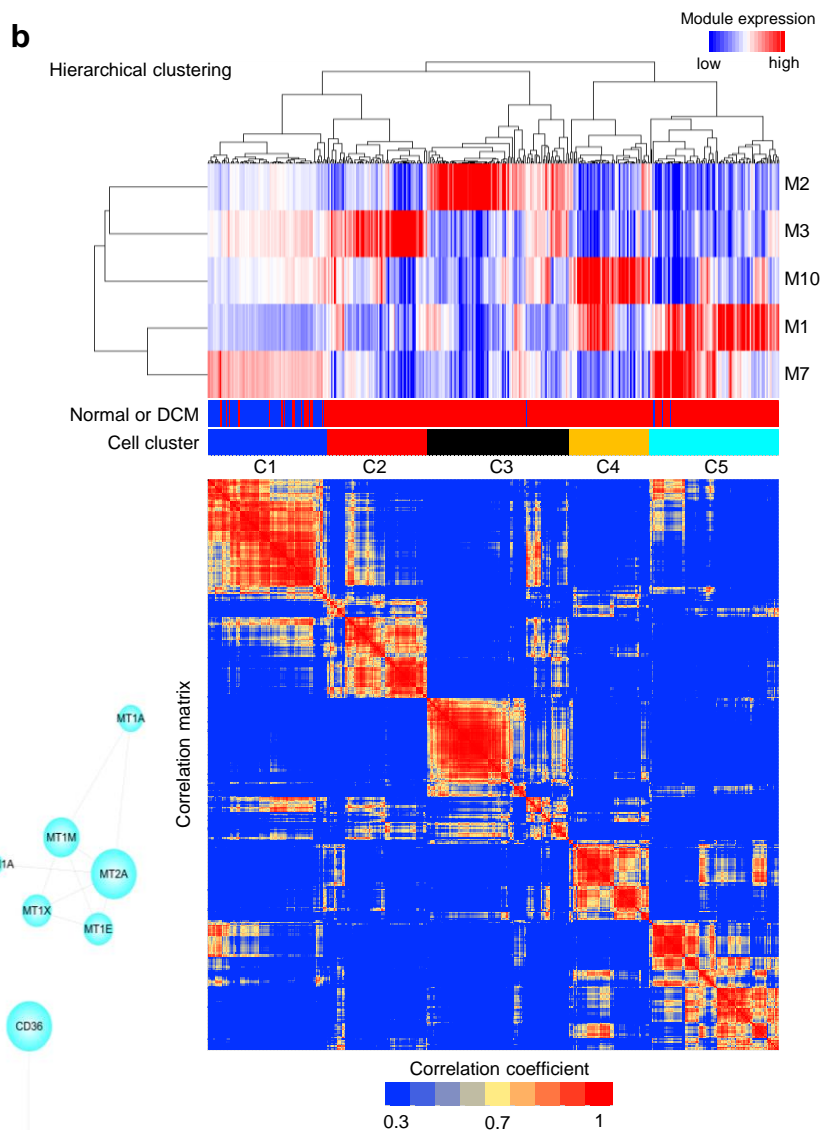 b
Module expression
low high
Hierarchical clustering
M2
M3
M10
M1
M7
Normal or DCM
Cell cluster
C1 C2 C3 C4 C5
Correlation matrix
MT1A
MT1M
1A
MT2A
MT1X
MT1E
CD36
Correlation coefficient
0.3 0.7 1